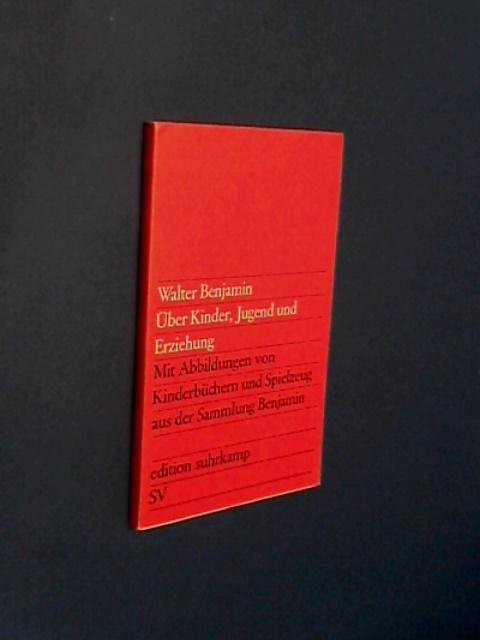 Walter Benjamin
Über Kinder, Jugend und
Erziehung
Mit Abbildungen von
Kinderbüchern und Spielzeug
aus der Sammlung Benjamin
edition suhrkamp
SV